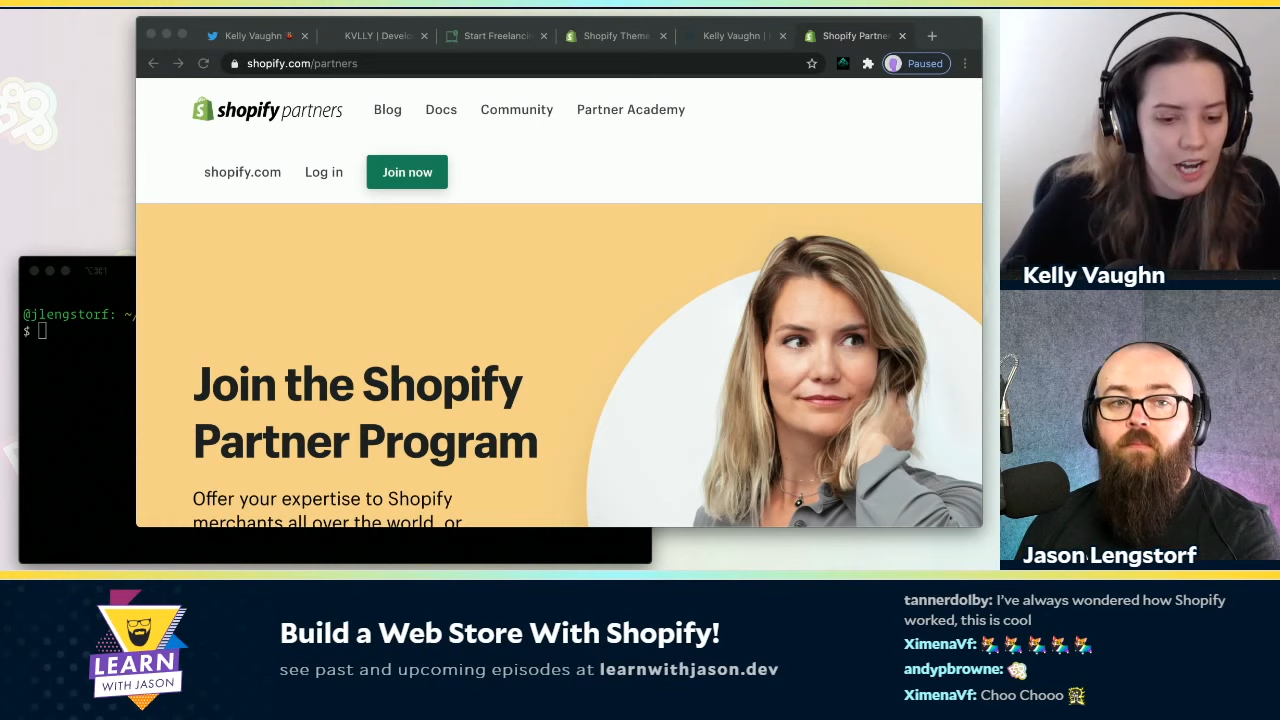 Kelly Vaughn
KVLLY | Develo
Start Freelancin
Shopify Theme
Kelly Vaughn |
Shopify Partne
shopify.com/partners
Paused
shopify partners
Blog
Docs
Community
Partner Academy
shopify.com
Log in
Join now
Join the Shopify
Partner Program
Offer your expertise to Shopify
merchants all over the world, or
@jlengstorf: ~/
$
Kelly Vaughn
Jason Lengstorf
LEARN
WITH JASON
Build a Web Store With Shopify!
see past and upcoming episodes at learnwithjason.dev
tannerdolby: I've always wondered how Shopify
worked, this is cool
XimenaVf:
andypbrowne:
XimenaVf: Choo Chooo